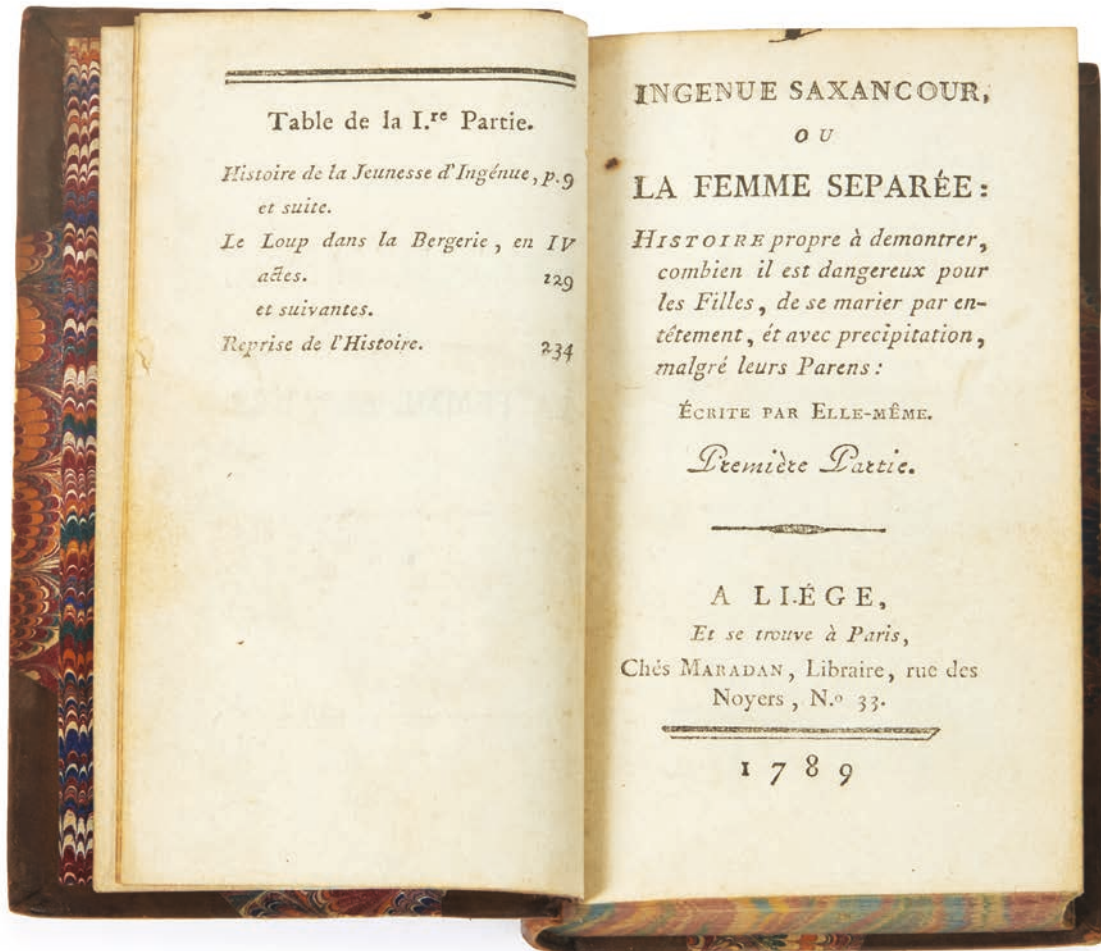 Table de la I.re Partie.
Histoire de la Jeunesse d'Ingénue, p. 9
et suite.
Le Loup dans la Bergerie, en IV
actes. 129
et suivantes.
Reprise de l'Histoire. 234
INGENUE SAXANCOUR,
OU
LA FEMME SEPARÉE:
HISTOIRE propre à demontrer,
combien il est dangereux pour
les Filles, de se marier par en-
têtement, ét avec precipitation,
malgré leurs Parens:
ÉCRITE PAR ELLE-MÊME.
Première Partie.
A LIÉGE,
Et se trouve à Paris,
Chés MARADAN, Libraire, rue des
Noyers, N.o 33.
1789